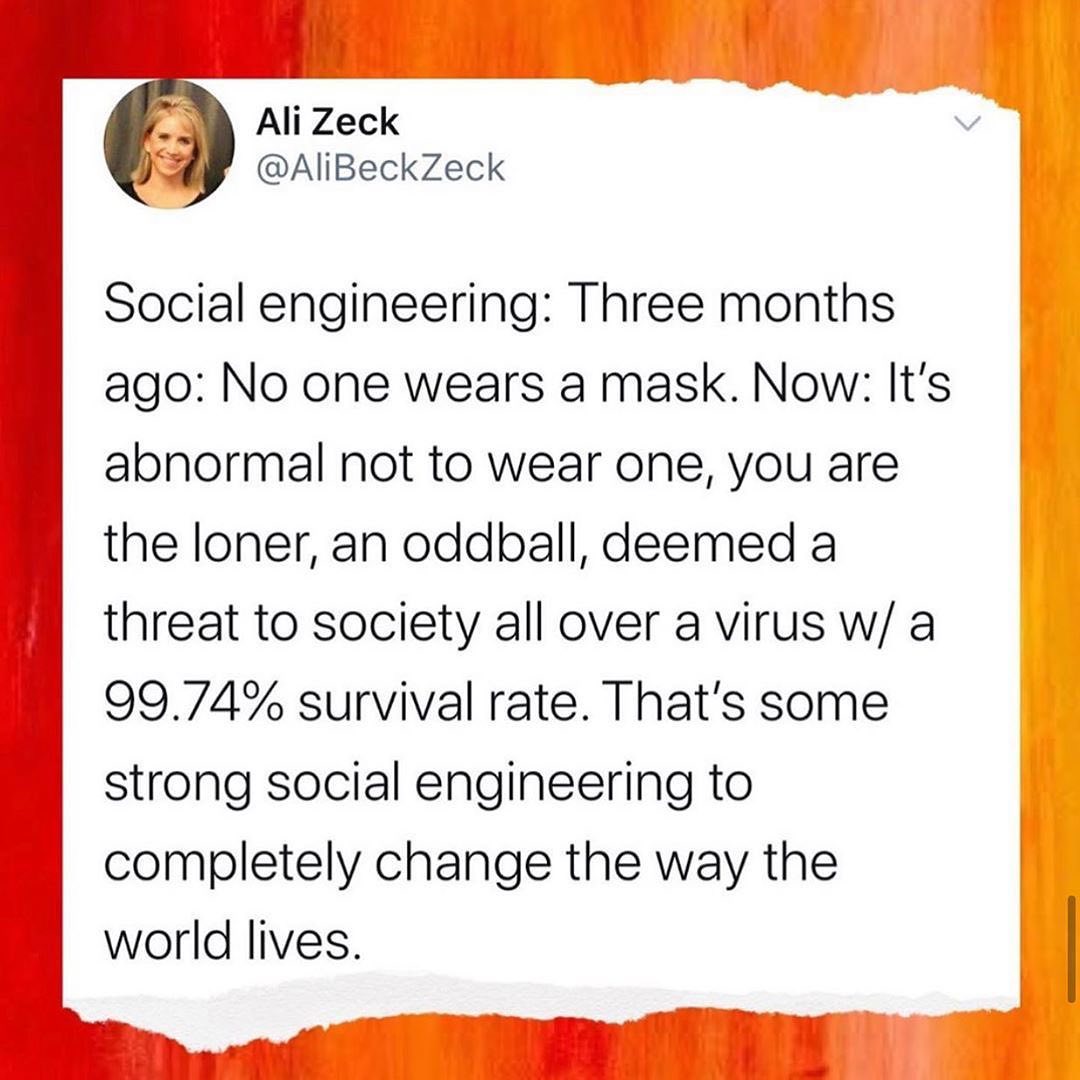 Ali Zeck
@AliBeckZeck
Social engineering: Three months
ago: No one wears a mask. Now: It's
abnormal not to wear one, you are
the loner, an oddball, deemed a
threat to society all over a virus w/ a
99.74% survival rate. That's some
strong social engineering to
completely change the way the
world lives.